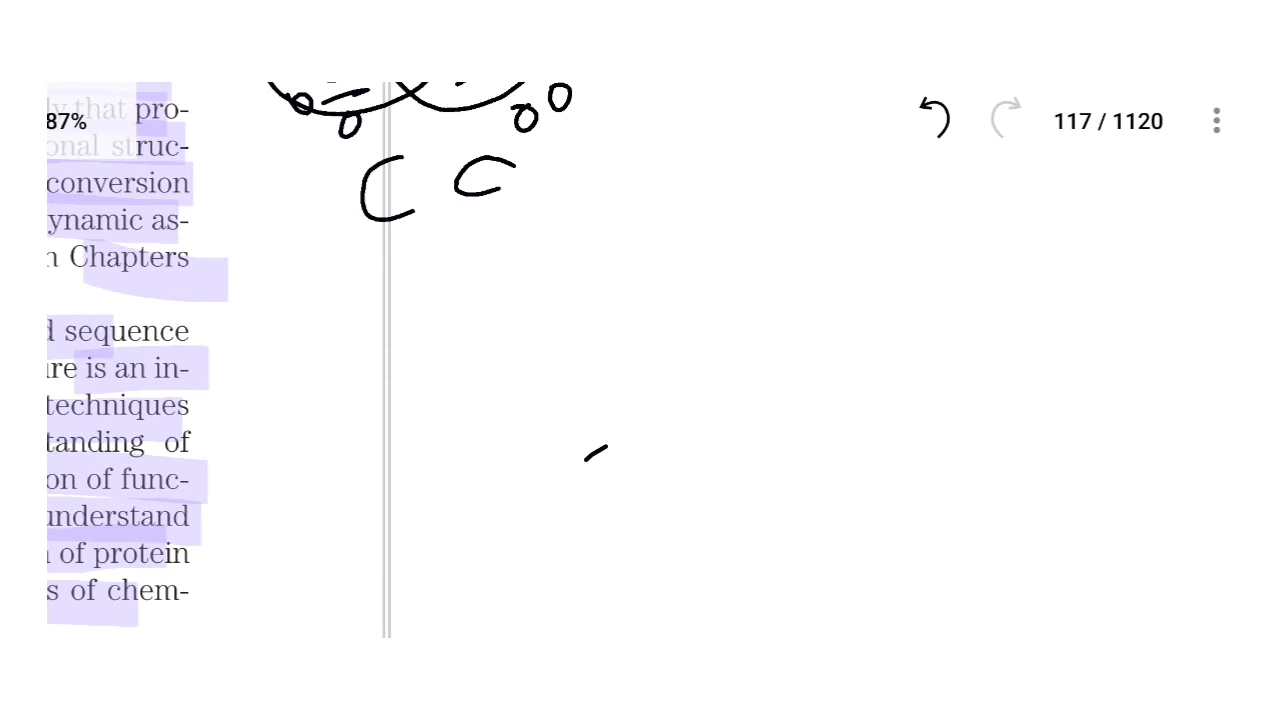 ly that pro-
87%
117 / 1120
onal struc-
conversion
ynamic as-
n Chapters
C C
d sequence
ure is an in-
techniques
tanding of
on of func-
understand
n of protein
s of chem-